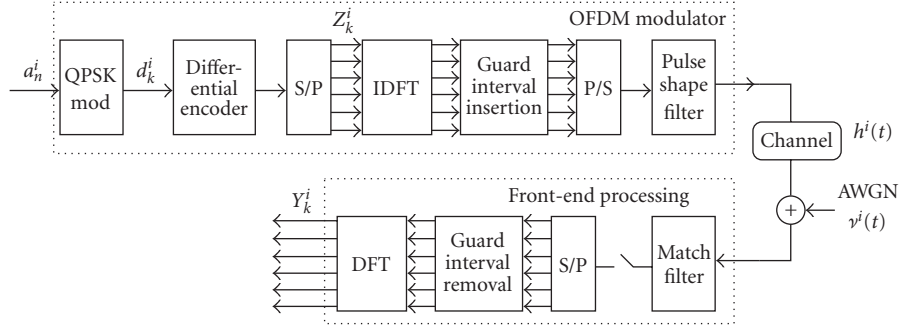 OFDM modulator
a_n^i
QPSK
mod
d_k^i
Differ-
ential
encoder
S/P
Z_k^i
IDFT
Guard
interval
insertion
P/S
Pulse
shape
filter
Channel
h^i(t)
+
AWGN
ν^i(t)
Front-end processing
Y_k^i
DFT
Guard
interval
removal
S/P
Match
filter